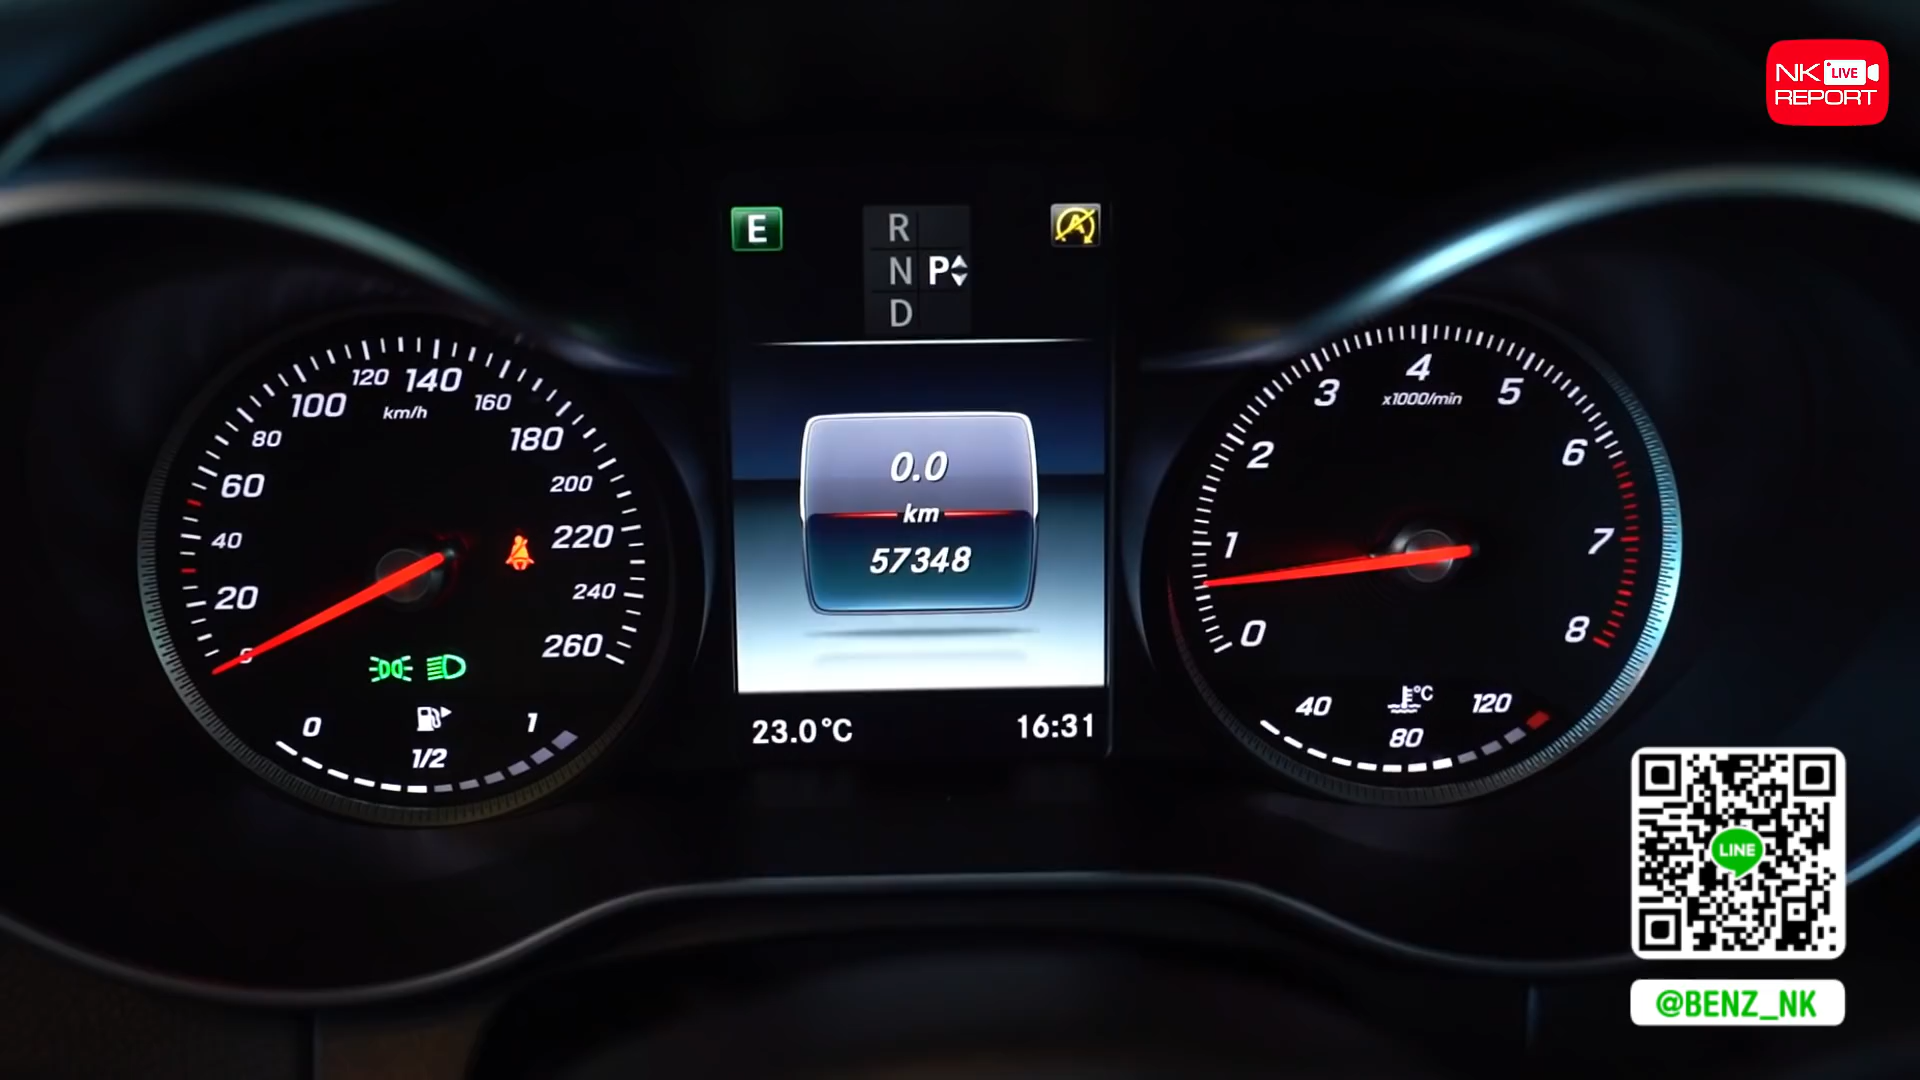 NK LIVE
REPORT
E
R
N P
D
0 20 40 60 80 100 120 140 160 180 200 220 240 260
km/h
0 1/2 1
0.0
km
57348
23.0°C 16:31
0 1 2 3 4 5 6 7 8
x1000/min
40 80 120
°C
LINE
@BENZ_NK